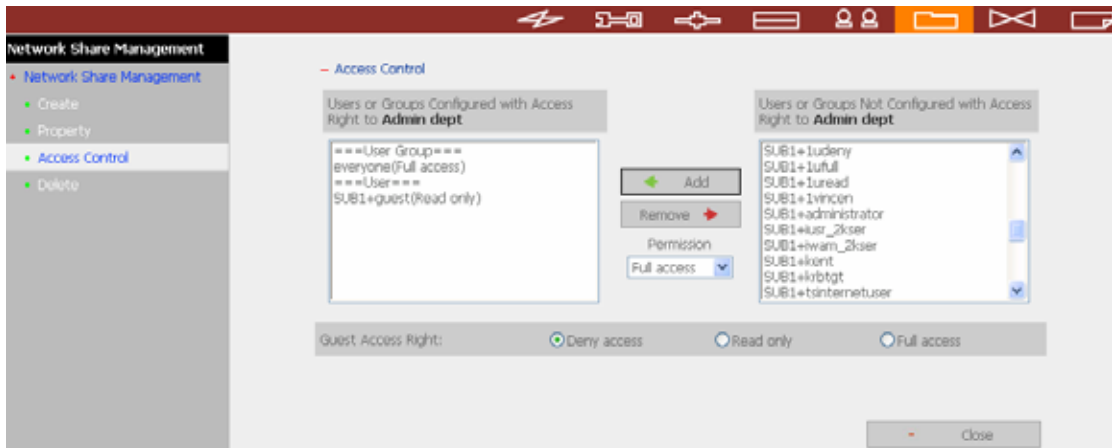 Network Share Management
Network Share Management
Create
Property
Access Control
Delete
Access Control
Users or Groups Configured with Access
Right to Admin dept
===User Group===
everyone(Full access)
===User===
SUB1+guest(Read only)
Add
Remove
Permission
Full access
Users or Groups Not Configured with Access
Right to Admin dept
SUB1+1udeny
SUB1+1ufull
SUB1+1uread
SUB1+1vincen
SUB1+administrator
SUB1+iusr_2kser
SUB1+iwam_2kser
SUB1+kent
SUB1+krbtgt
SUB1+tsinternetuser
Guest Access Right:
Deny access
Read only
Full access
Close